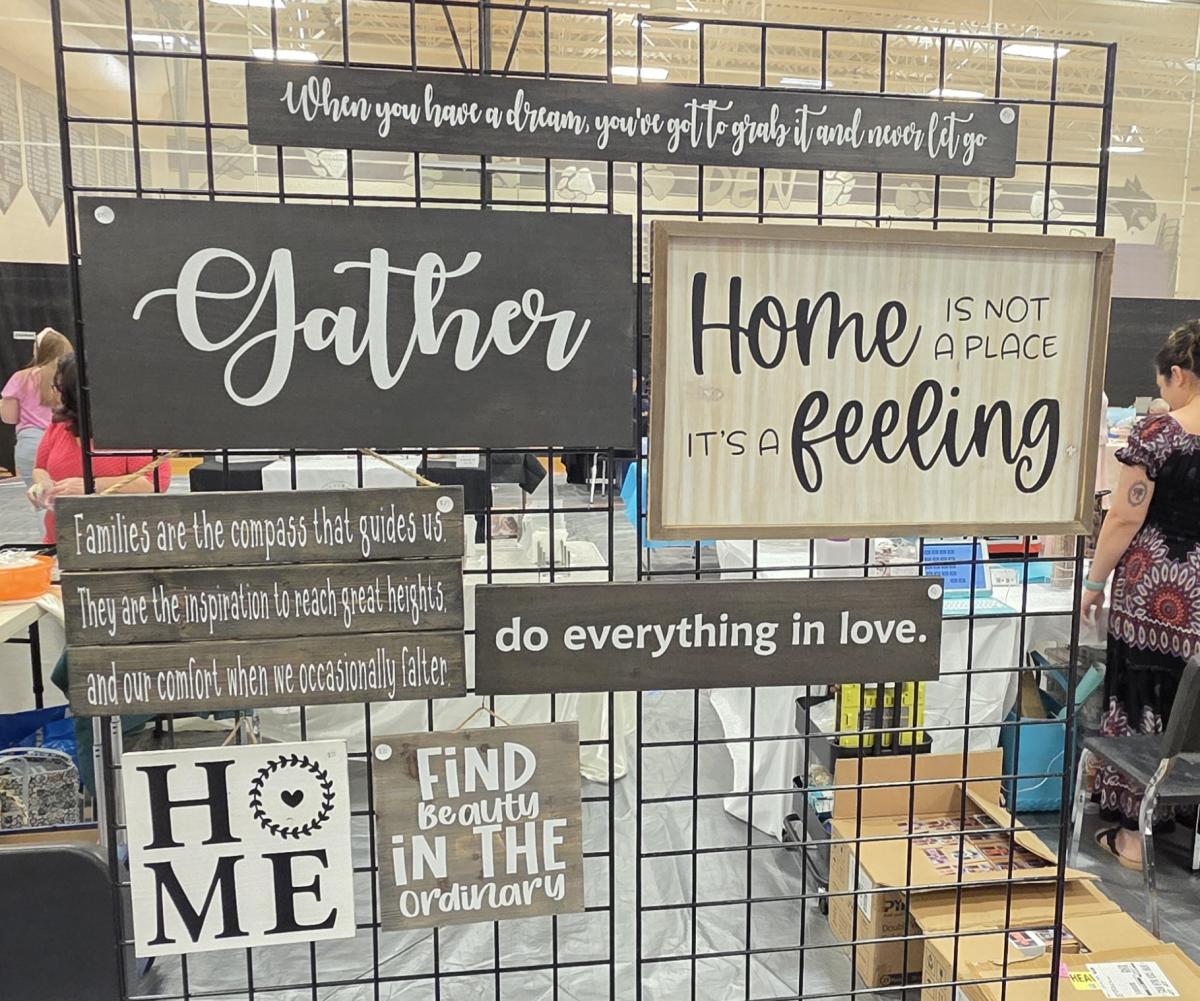 When you have a dream, you've got to grab it and never let go
Gather
Home IS NOT
A PLACE
IT'S A feeling
Families are the compass that guides us.
They are the inspiration to reach great heights,
and our comfort when we occasionally falter.
do everything in love.
H
ME
FiND
Beauty
iN THE
ordinary
DEN